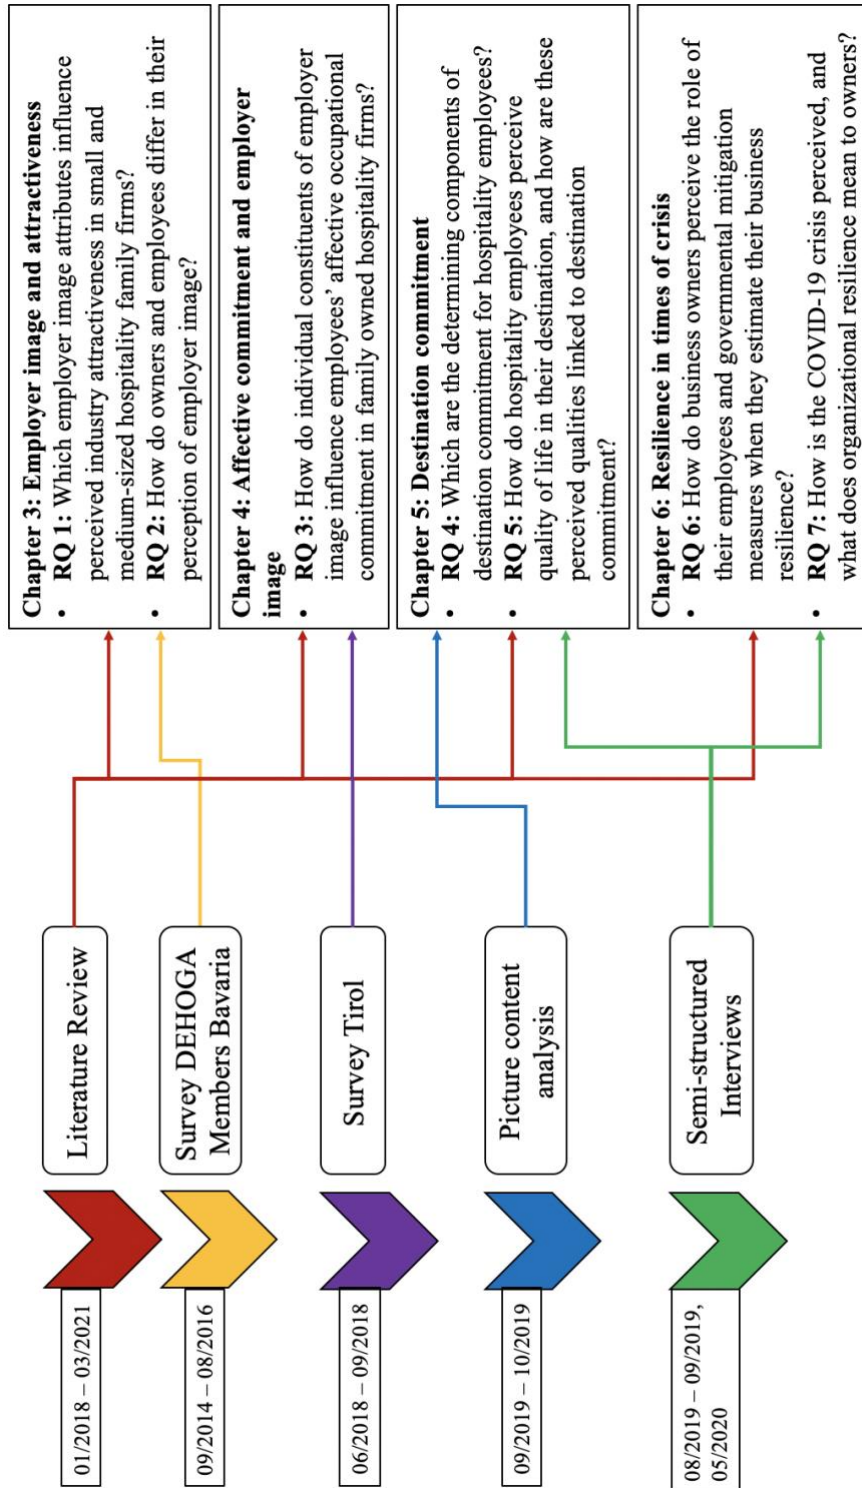 01/2018 – 03/2021
09/2014 – 08/2016
06/2018 – 09/2018
09/2019 – 10/2019
08/2019 – 09/2019,
05/2020
Literature Review
Survey DEHOGA
Members Bavaria
Survey Tirol
Picture content
analysis
Semi-structured
Interviews
Chapter 3: Employer image and attractiveness
• RQ 1: Which employer image attributes influence
perceived industry attractiveness in small and
medium-sized hospitality family firms?
• RQ 2: How do owners and employees differ in their
perception of employer image?
Chapter 4: Affective commitment and employer
image
• RQ 3: How do individual constituents of employer
image influence employees’ affective occupational
commitment in family owned hospitality firms?
Chapter 5: Destination commitment
• RQ 4: Which are the determining components of
destination commitment for hospitality employees?
• RQ 5: How do hospitality employees perceive
quality of life in their destination, and how are these
perceived qualities linked to destination
commitment?
Chapter 6: Resilience in times of crisis
• RQ 6: How do business owners perceive the role of
their employees and governmental mitigation
measures when they estimate their business
resilience?
• RQ 7: How is the COVID-19 crisis perceived, and
what does organizational resilience mean to owners?